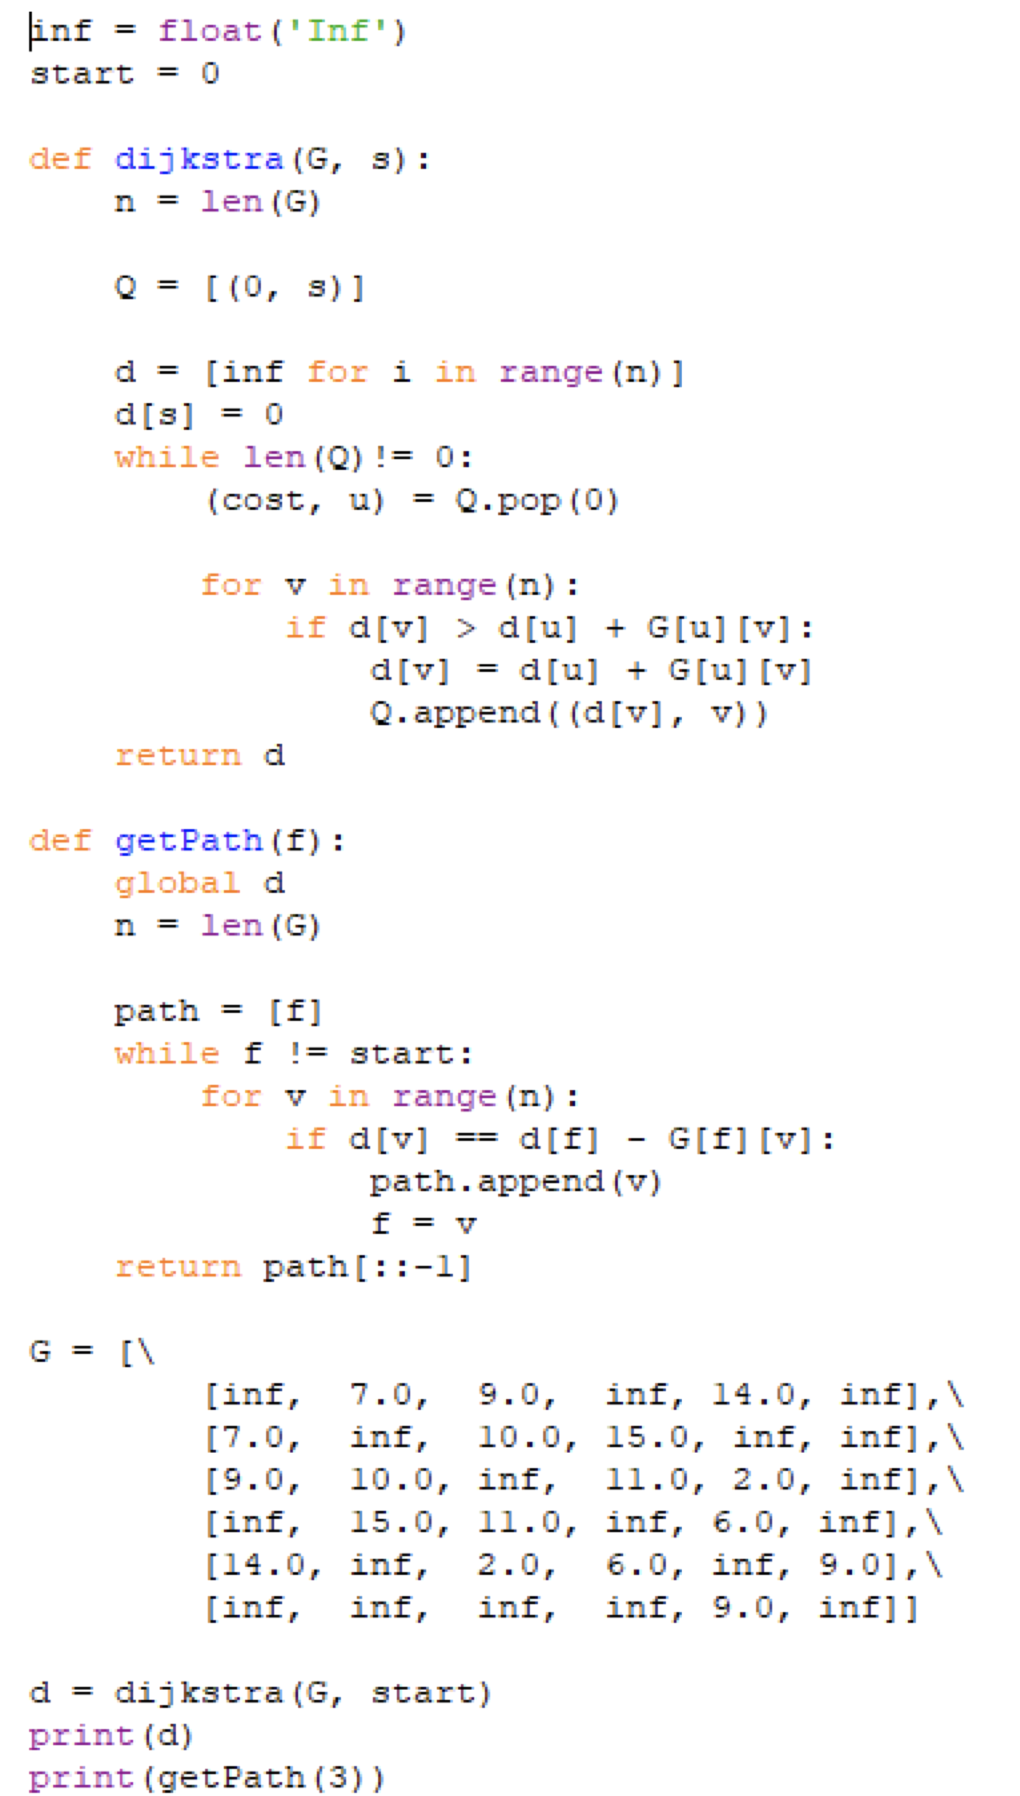 inf = float('Inf')
start = 0

def dijkstra(G, s):
    n = len(G)

    Q = [(0, s)]

    d = [inf for i in range(n)]
    d[s] = 0
    while len(Q)!= 0:
        (cost, u) = Q.pop(0)

        for v in range(n):
            if d[v] > d[u] + G[u][v]:
                d[v] = d[u] + G[u][v]
                Q.append((d[v], v))
    return d

def getPath(f):
    global d
    n = len(G)

    path = [f]
    while f != start:
        for v in range(n):
            if d[v] == d[f] - G[f][v]:
                path.append(v)
                f = v
    return path[::-1]

G = [\
        [inf,  7.0,  9.0,  inf, 14.0, inf],\
        [7.0,  inf,  10.0, 15.0, inf, inf],\
        [9.0,  10.0, inf,  11.0, 2.0, inf],\
        [inf,  15.0, 11.0, inf, 6.0, inf],\
        [14.0, inf,  2.0,  6.0, inf, 9.0],\
        [inf,  inf,  inf,  inf, 9.0, inf]]

d = dijkstra(G, start)
print(d)
print(getPath(3))